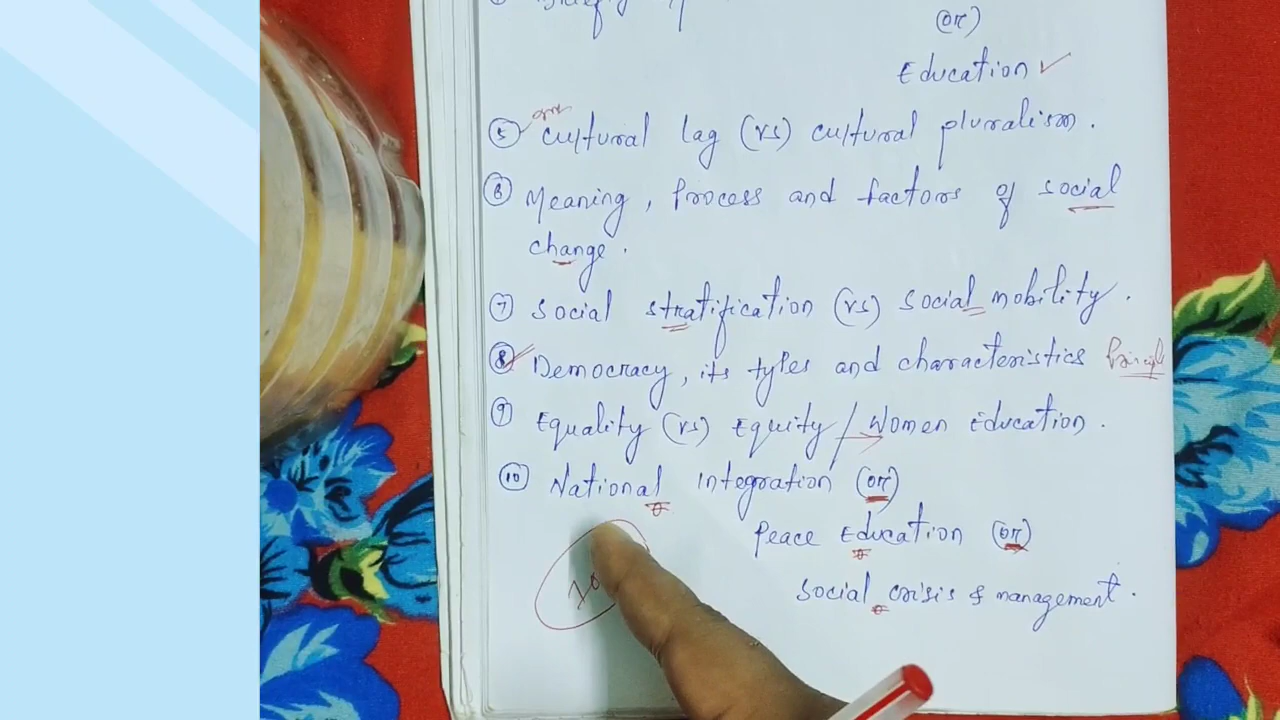 (or)
Education ✓
⑤ Cultural lag (vs) cultural pluralism.
⑥ Meaning, Process and factors of social
change.
⑦ Social stratification (vs) Social mobility.
⑧ Democracy, its types and characteristics
⑨ Equality (vs) Equity / Women Education.
⑩ National Integration (or)
Peace Education (or)
Social crisis & management.